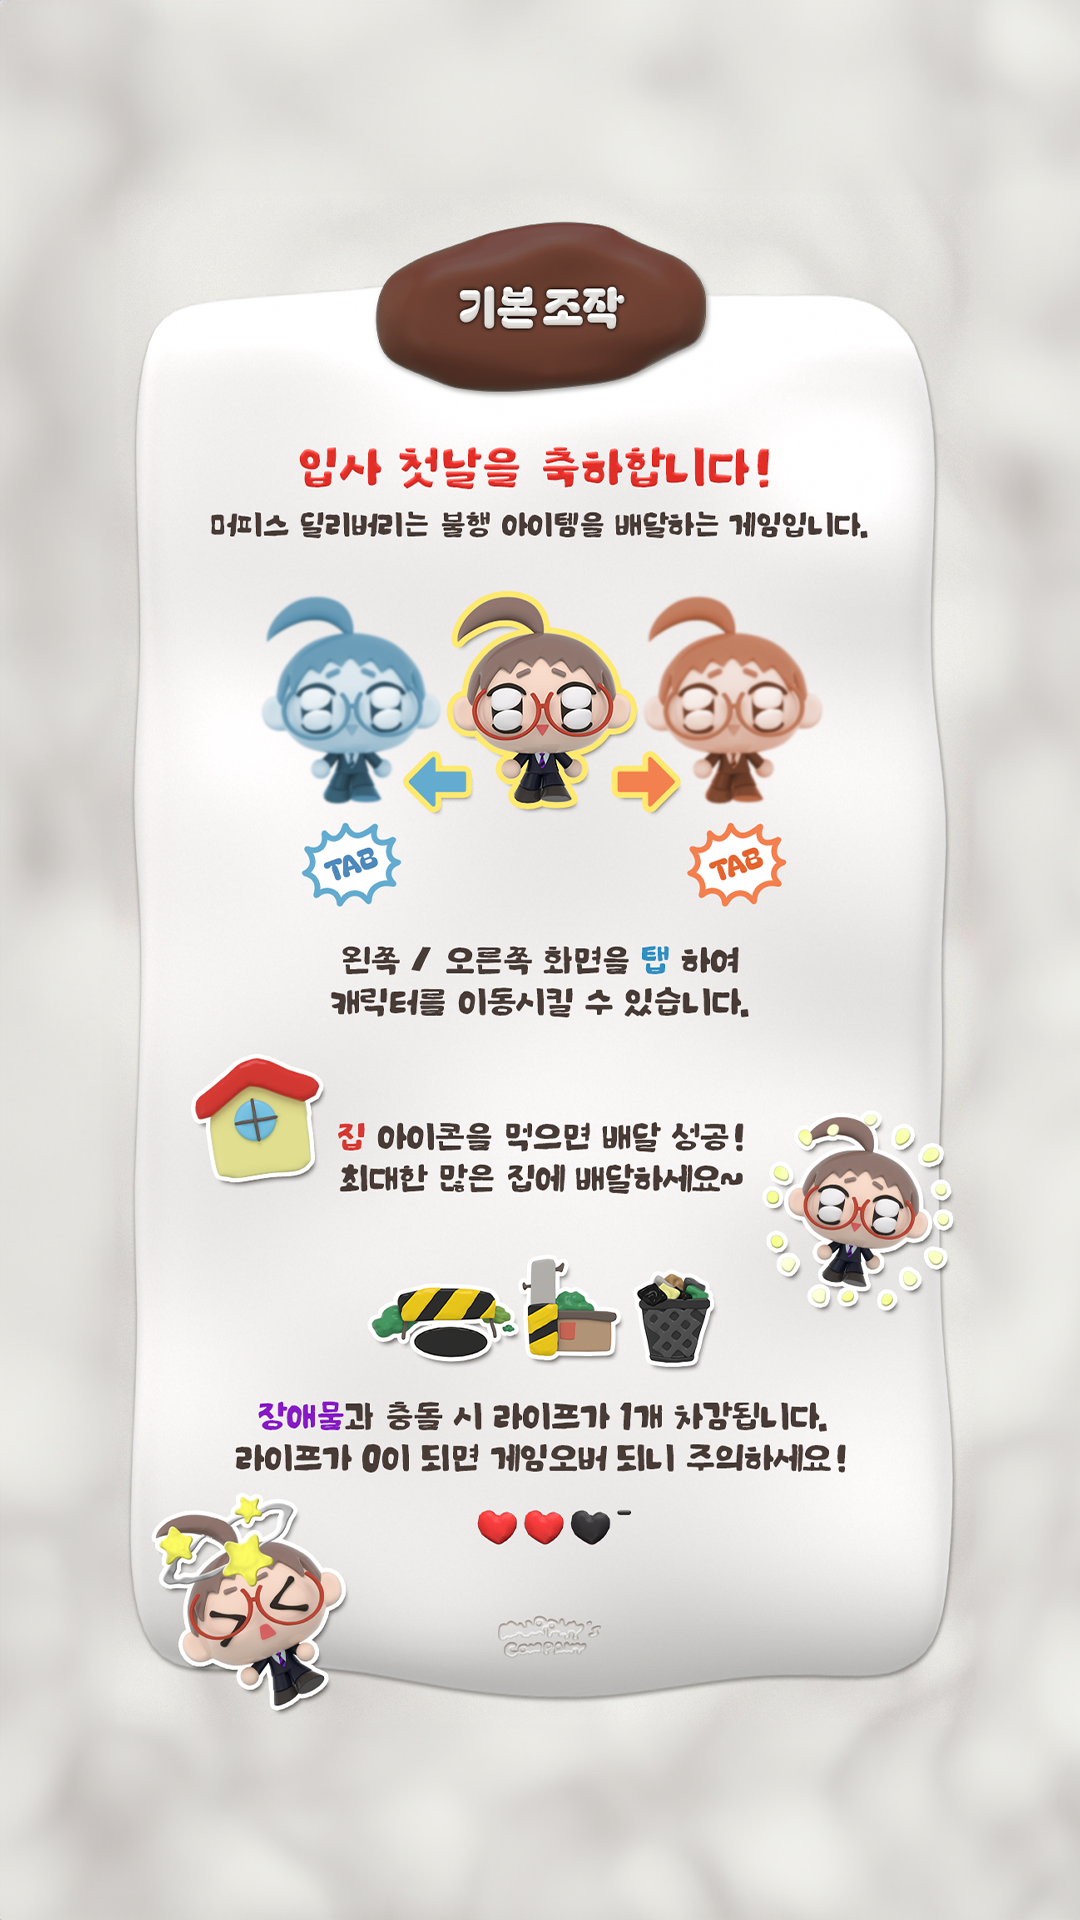 기본 조작
입사 첫날을 축하합니다!
머피스 딜리버리는 불행 아이템을 배달하는 게임입니다.
TAB
TAB
왼쪽 / 오른쪽 화면을 탭 하여
캐릭터를 이동시킬 수 있습니다.
집 아이콘을 먹으면 배달 성공!
최대한 많은 집에 배달하세요~
장애물과 충돌 시 라이프가 1개 차감됩니다.
라이프가 0이 되면 게임오버 되니 주의하세요!
MURPHY'S
COMPANY